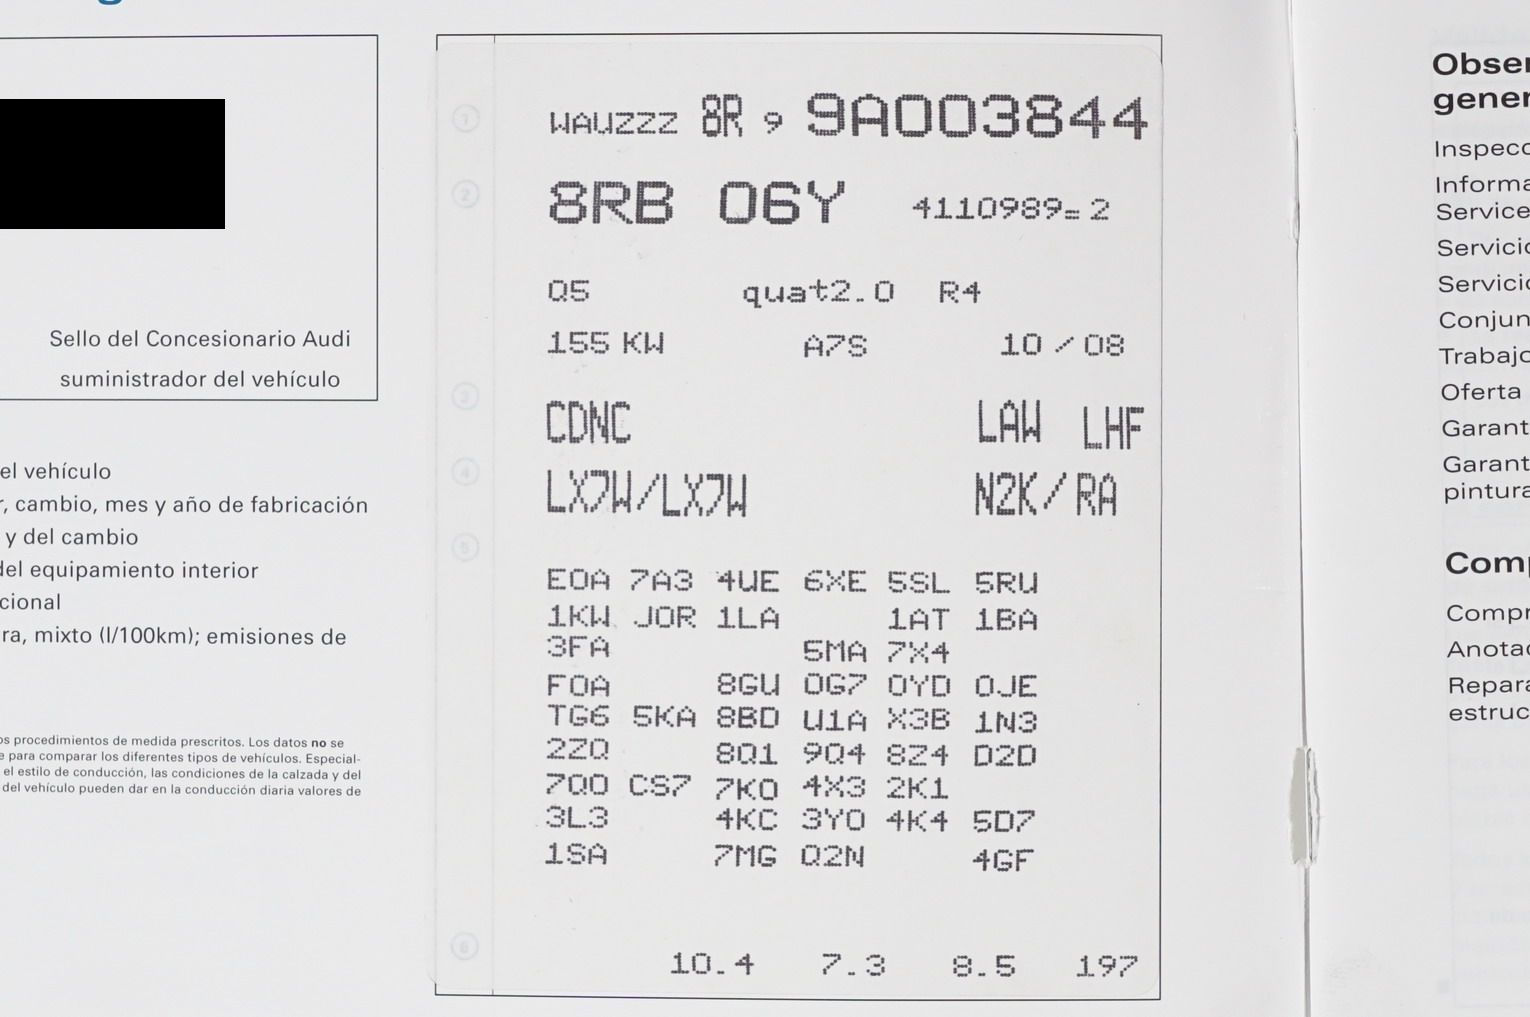 Sello del Concesionario Audi
suministrador del vehículo
el vehículo
, cambio, mes y año de fabricación
y del cambio
del equipamiento interior
cional
ra, mixto (l/100km); emisiones de
os procedimientos de medida prescritos. Los datos no se
e para comparar los diferentes tipos de vehículos. Especial-
el estilo de conducción, las condiciones de la calzada y del
del vehículo pueden dar en la conducción diaria valores de
1
WAUZZZ 8R 9 9A003844
2
8RB 06Y 4110989= 2
Q5 quat2.0 R4
155 KW A7S 10 / 08
3
CDNC LAW LHF
4
LX7W/LX7W N2K/RA
5
E0A 7A3 4UE 6XE 5SL 5RU
1KW J0R 1LA 1AT 1BA
3FA 5MA 7X4
F0A 8GU 0G7 0YD 0JE
TG6 5KA 8BD U1A X3B 1N3
2ZQ 8Q1 9Q4 8Z4 D2D
7Q0 CS7 7K0 4X3 2K1
3L3 4KC 3Y0 4K4 5D7
1SA 7MG Q2N 4GF
6
10.4 7.3 8.5 197
Obser
gener
Inspecc
Informa
Service
Servicio
Servicio
Conjun
Trabajo
Oferta
Garant
Garant
pintura
Comp
Compr
Anotac
Repara
estruc